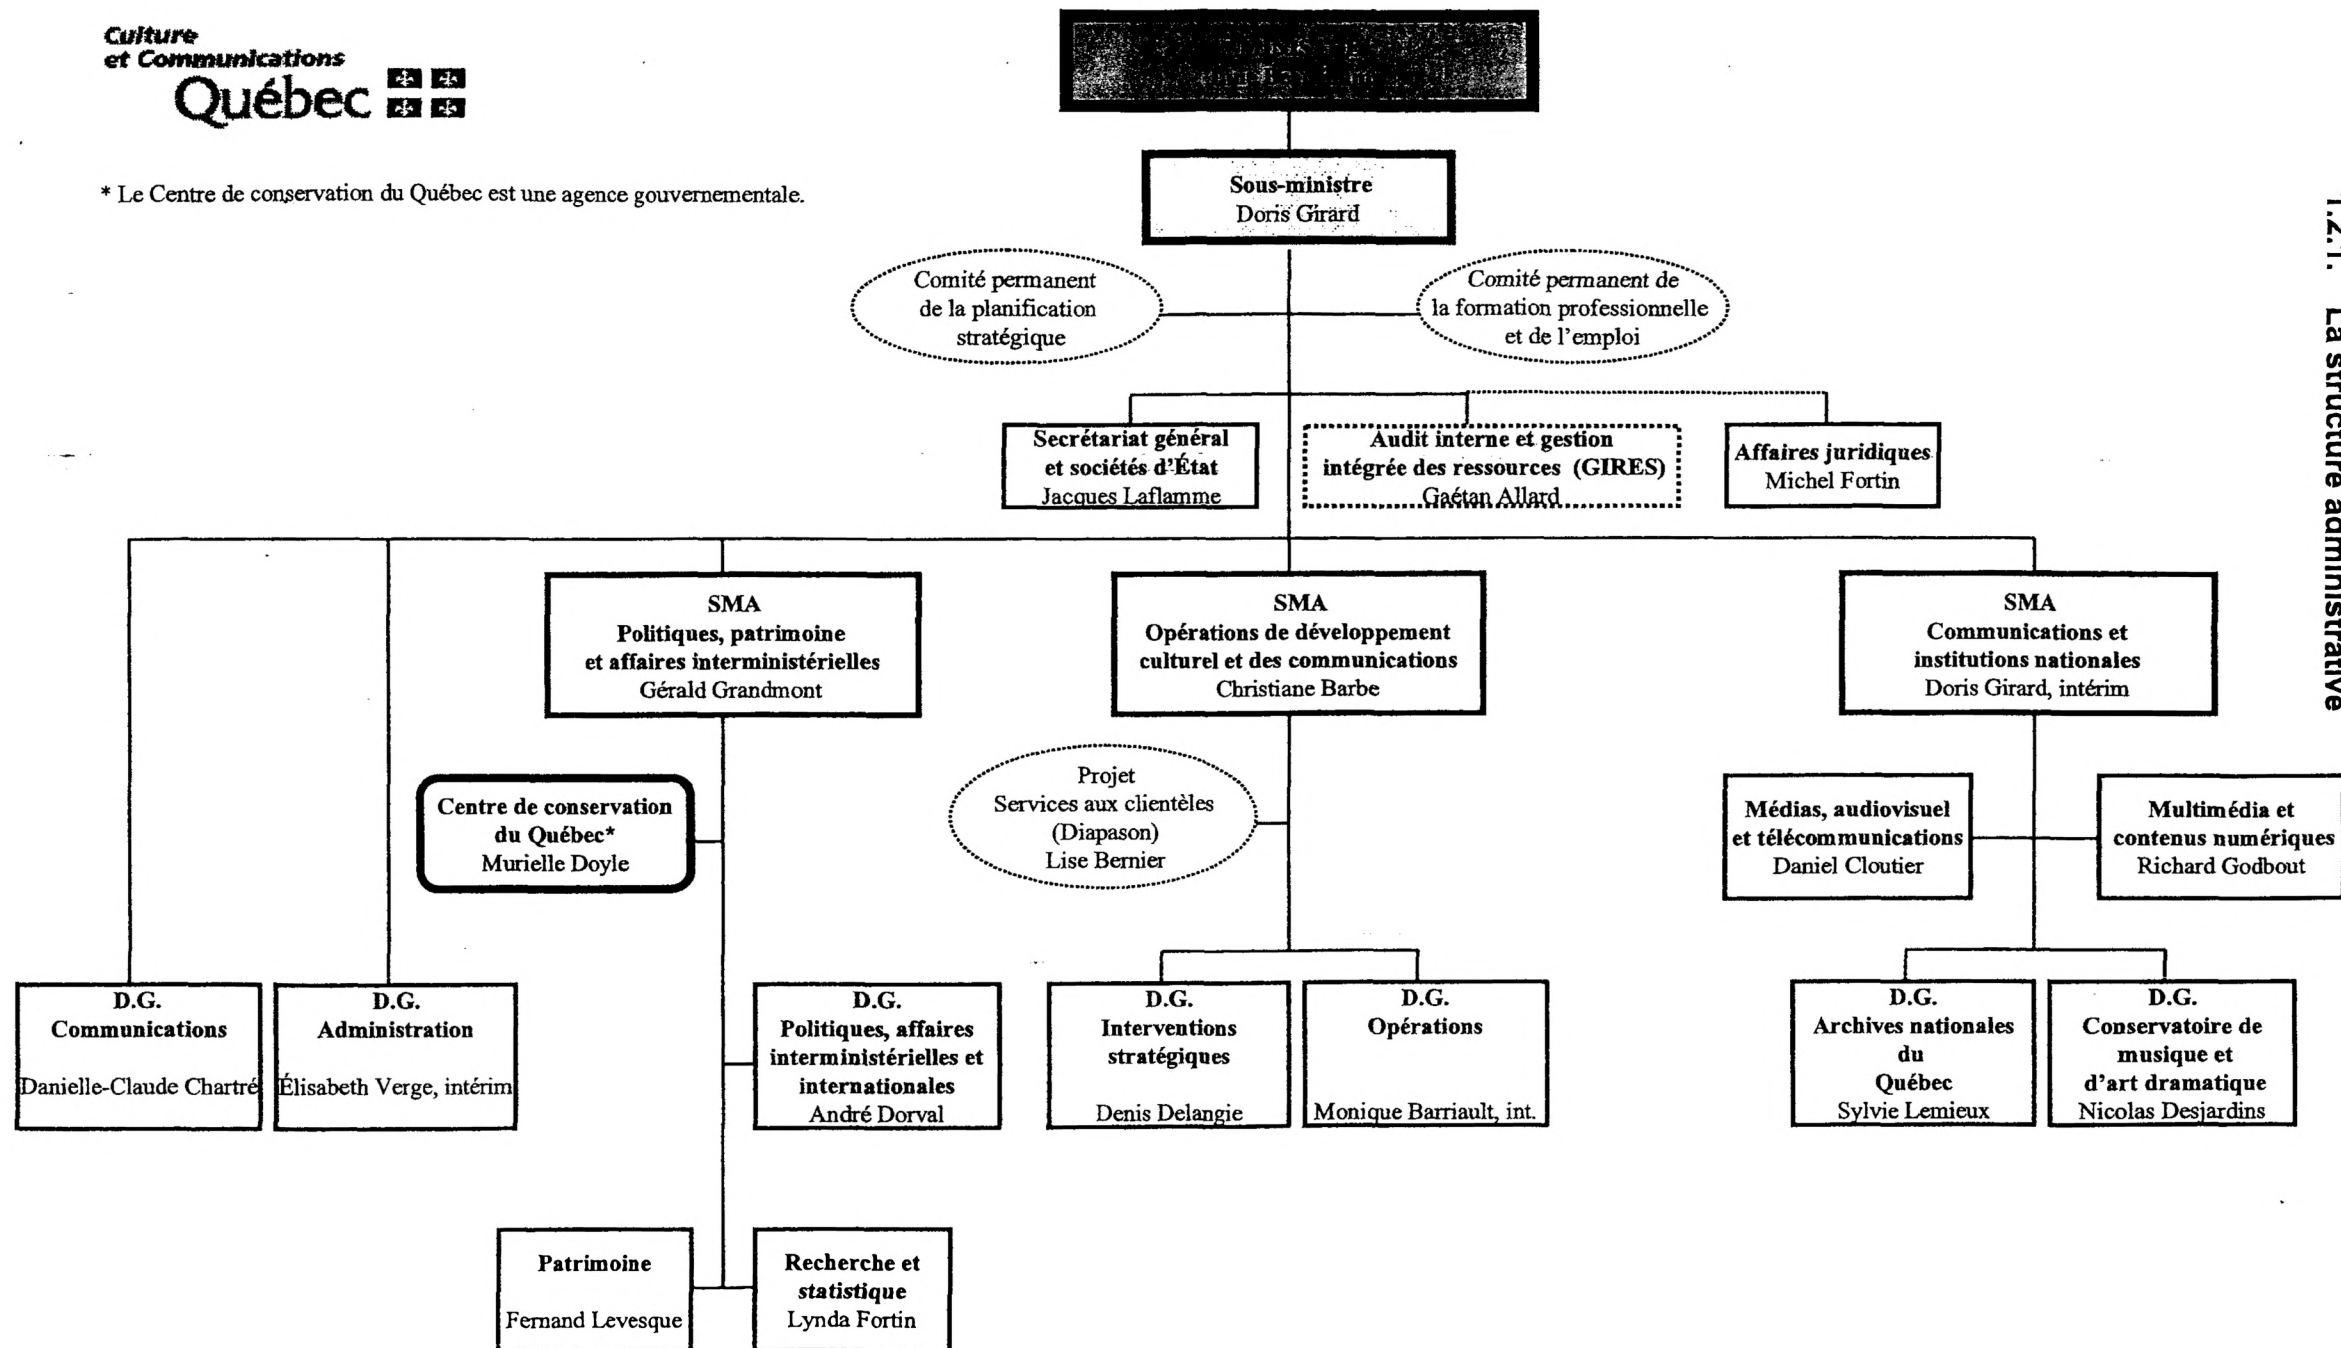 Culture
et Communications
Québec
* Le Centre de conservation du Québec est une agence gouvernementale.
Sous-ministre
Doris Girard
Comité permanent
de la planification
stratégique
Comité permanent de
la formation professionnelle
et de l'emploi
Secrétariat général
et sociétés d'État
Jacques Laflamme
Audit interne et gestion
intégrée des ressources (GIRES)
Gaétan Allard
Affaires juridiques
Michel Fortin
1.2.1. La structure administrative
SMA
Politiques, patrimoine
et affaires interministérielles
Gérald Grandmont
SMA
Opérations de développement
culturel et des communications
Christiane Barbe
SMA
Communications et
institutions nationales
Doris Girard, intérim
Centre de conservation
du Québec*
Murielle Doyle
Projet
Services aux clientèles
(Diapason)
Lise Bernier
Médias, audiovisuel
et télécommunications
Daniel Cloutier
Multimédia et
contenus numériques
Richard Godbout
D.G.
Communications
Danielle-Claude Chartré
D.G.
Administration
Élisabeth Verge, intérim
D.G.
Politiques, affaires
interministérielles et
internationales
André Dorval
D.G.
Interventions
stratégiques
Denis Delangie
D.G.
Opérations
Monique Barriault, int.
D.G.
Archives nationales
du
Québec
Sylvie Lemieux
D.G.
Conservatoire de
musique et
d'art dramatique
Nicolas Desjardins
Patrimoine
Fernand Levesque
Recherche et
statistique
Lynda Fortin